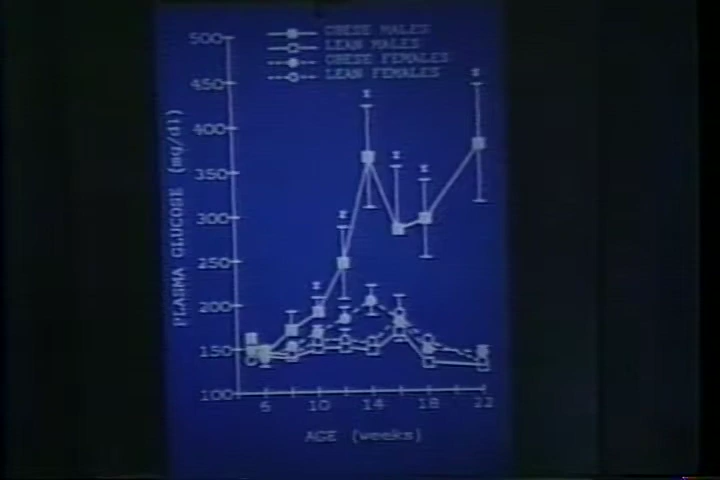 OBESE MALES
LEAN MALES
OBESE FEMALES
LEAN FEMALES
500
450
400
350
300
250
200
150
100
PLASMA GLUCOSE (mg/dl)
6 10 14 18 22
AGE (weeks)